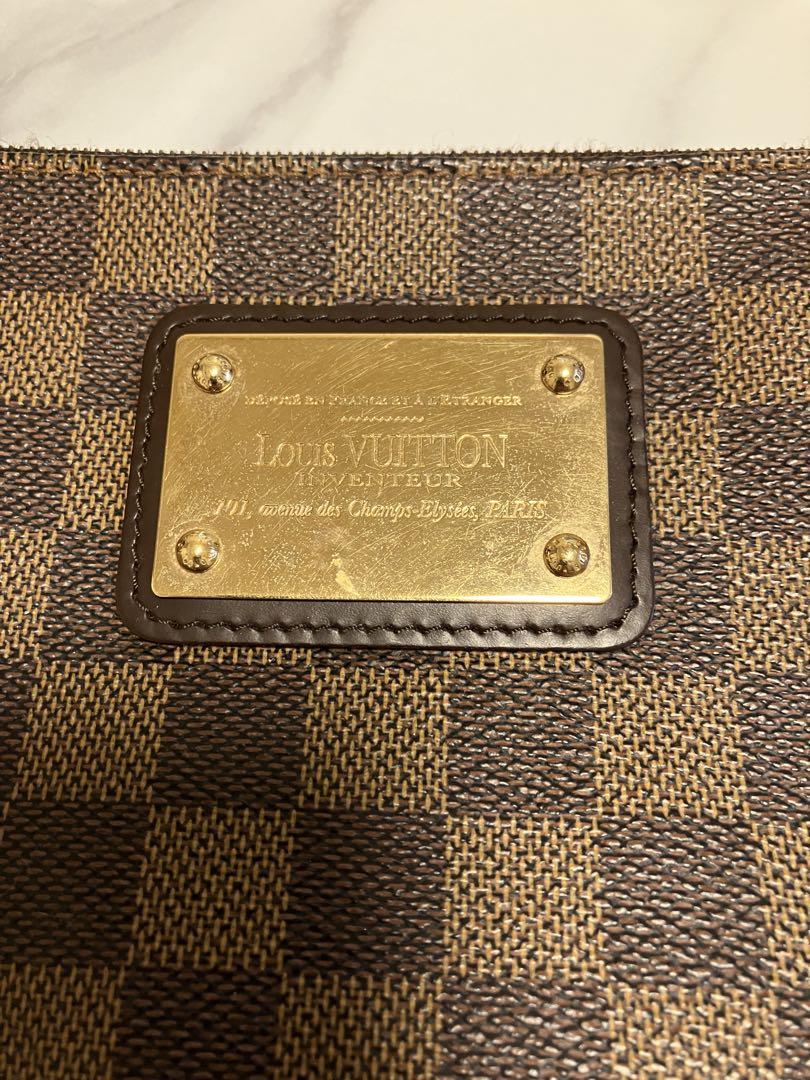 DÉPOSÉ EN FRANCE ET À L'ÉTRANGER
LOUIS VUITTON
INVENTEUR
101, avenue des Champs-Elysées, PARIS